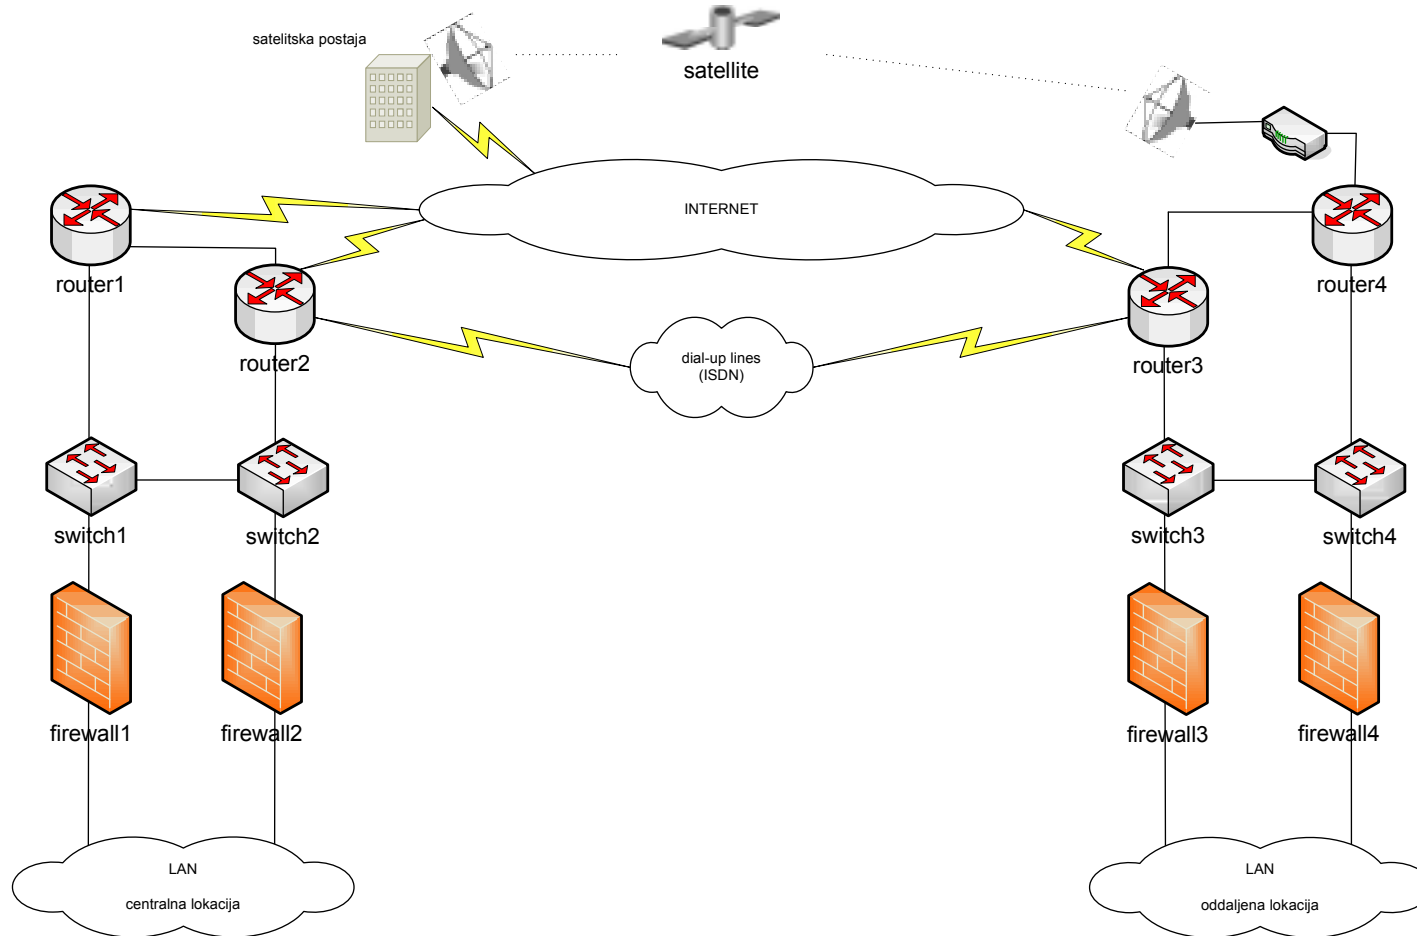 satelitska postaja
satellite
INTERNET
router1
router2
router3
router4
dial-up lines
(ISDN)
switch1
switch2
switch3
switch4
firewall1
firewall2
firewall3
firewall4
LAN
centralna lokacija
LAN
oddaljena lokacija